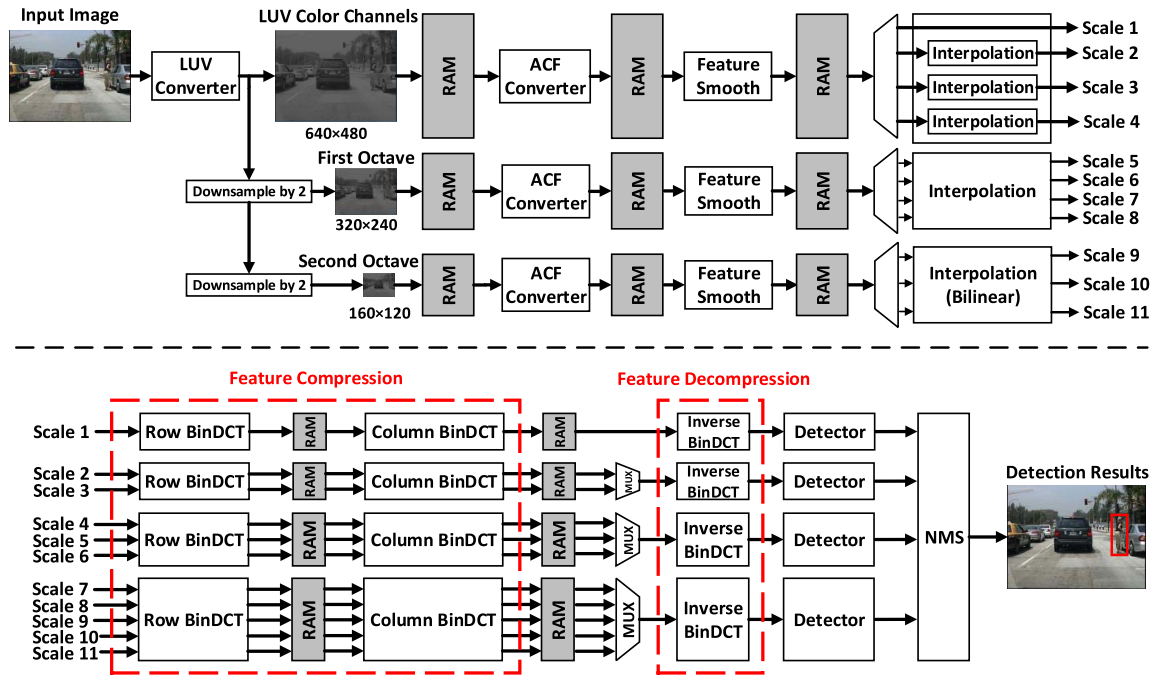 Input Image
LUV Color Channels
LUV
Converter
640×480
RAM
ACF
Converter
RAM
Feature
Smooth
RAM
Interpolation
Interpolation
Interpolation
Scale 1
Scale 2
Scale 3
Scale 4
First Octave
Downsample by 2
320×240
RAM
ACF
Converter
RAM
Feature
Smooth
RAM
Interpolation
Scale 5
Scale 6
Scale 7
Scale 8
Second Octave
Downsample by 2
160×120
RAM
ACF
Converter
RAM
Feature
Smooth
RAM
Interpolation
(Bilinear)
Scale 9
Scale 10
Scale 11
Feature Compression
Feature Decompression
Scale 1
Row BinDCT
RAM
Column BinDCT
RAM
Inverse
BinDCT
Detector
Scale 2
Scale 3
Row BinDCT
RAM
Column BinDCT
RAM
MUX
Inverse
BinDCT
Detector
Scale 4
Scale 5
Scale 6
Row BinDCT
RAM
Column BinDCT
RAM
MUX
Inverse
BinDCT
Detector
Scale 7
Scale 8
Scale 9
Scale 10
Scale 11
Row BinDCT
RAM
Column BinDCT
RAM
MUX
Inverse
BinDCT
Detector
NMS
Detection Results